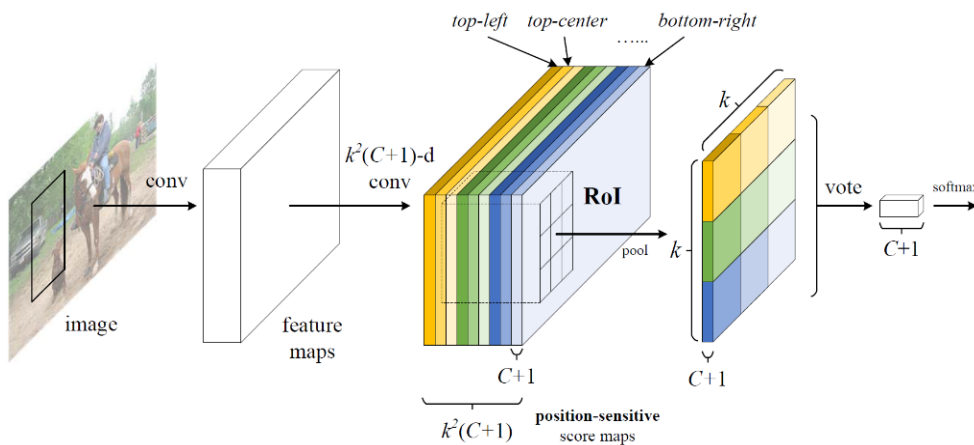 top-left
top-center
......
bottom-right
conv
image
feature
maps
k²(C+1)-d
conv
RoI
pool
C+1
k²(C+1)
position-sensitive
score maps
k
k
C+1
vote
C+1
softmax